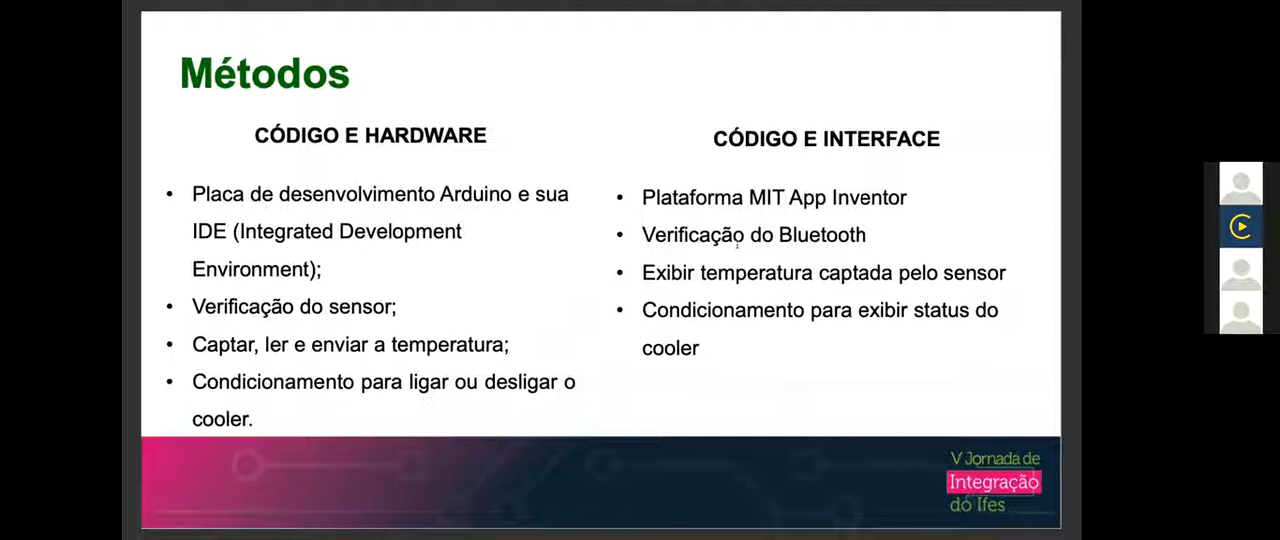 Métodos
CÓDIGO E HARDWARE
• Placa de desenvolvimento Arduino e sua
IDE (Integrated Development
Environment);
• Verificação do sensor;
• Captar, ler e enviar a temperatura;
• Condicionamento para ligar ou desligar o
cooler.
CÓDIGO E INTERFACE
• Plataforma MIT App Inventor
• Verificação do Bluetooth
• Exibir temperatura captada pelo sensor
• Condicionamento para exibir status do
cooler
V Jornada de
Integração
do Ifes